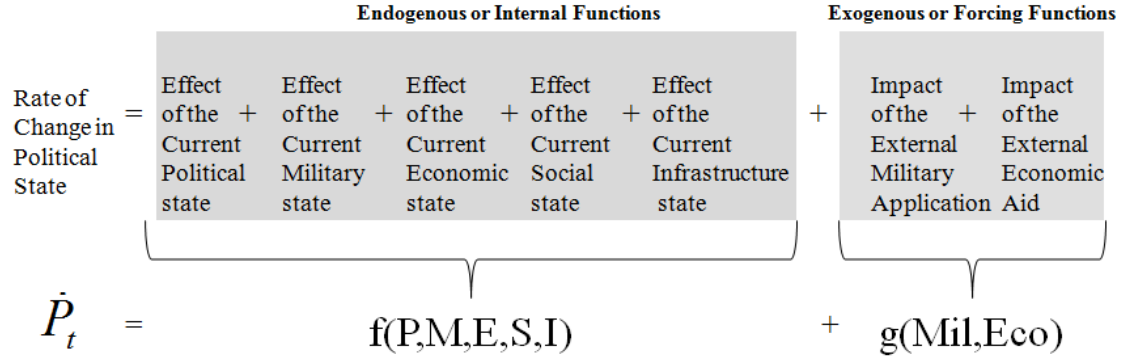 Endogenous or Internal Functions Exogenous or Forcing Functions
Effect Effect Effect Effect Effect Impact Impact
Rate of = of the + of the + of the + of the + of the + of the + of the
Change in Current Current Current Current Current External External
Political Political Military Economic Social Infrastructure Military Economic
State state state state state state Application Aid
Ṗt = f(P,M,E,S,I) + g(Mil,Eco)